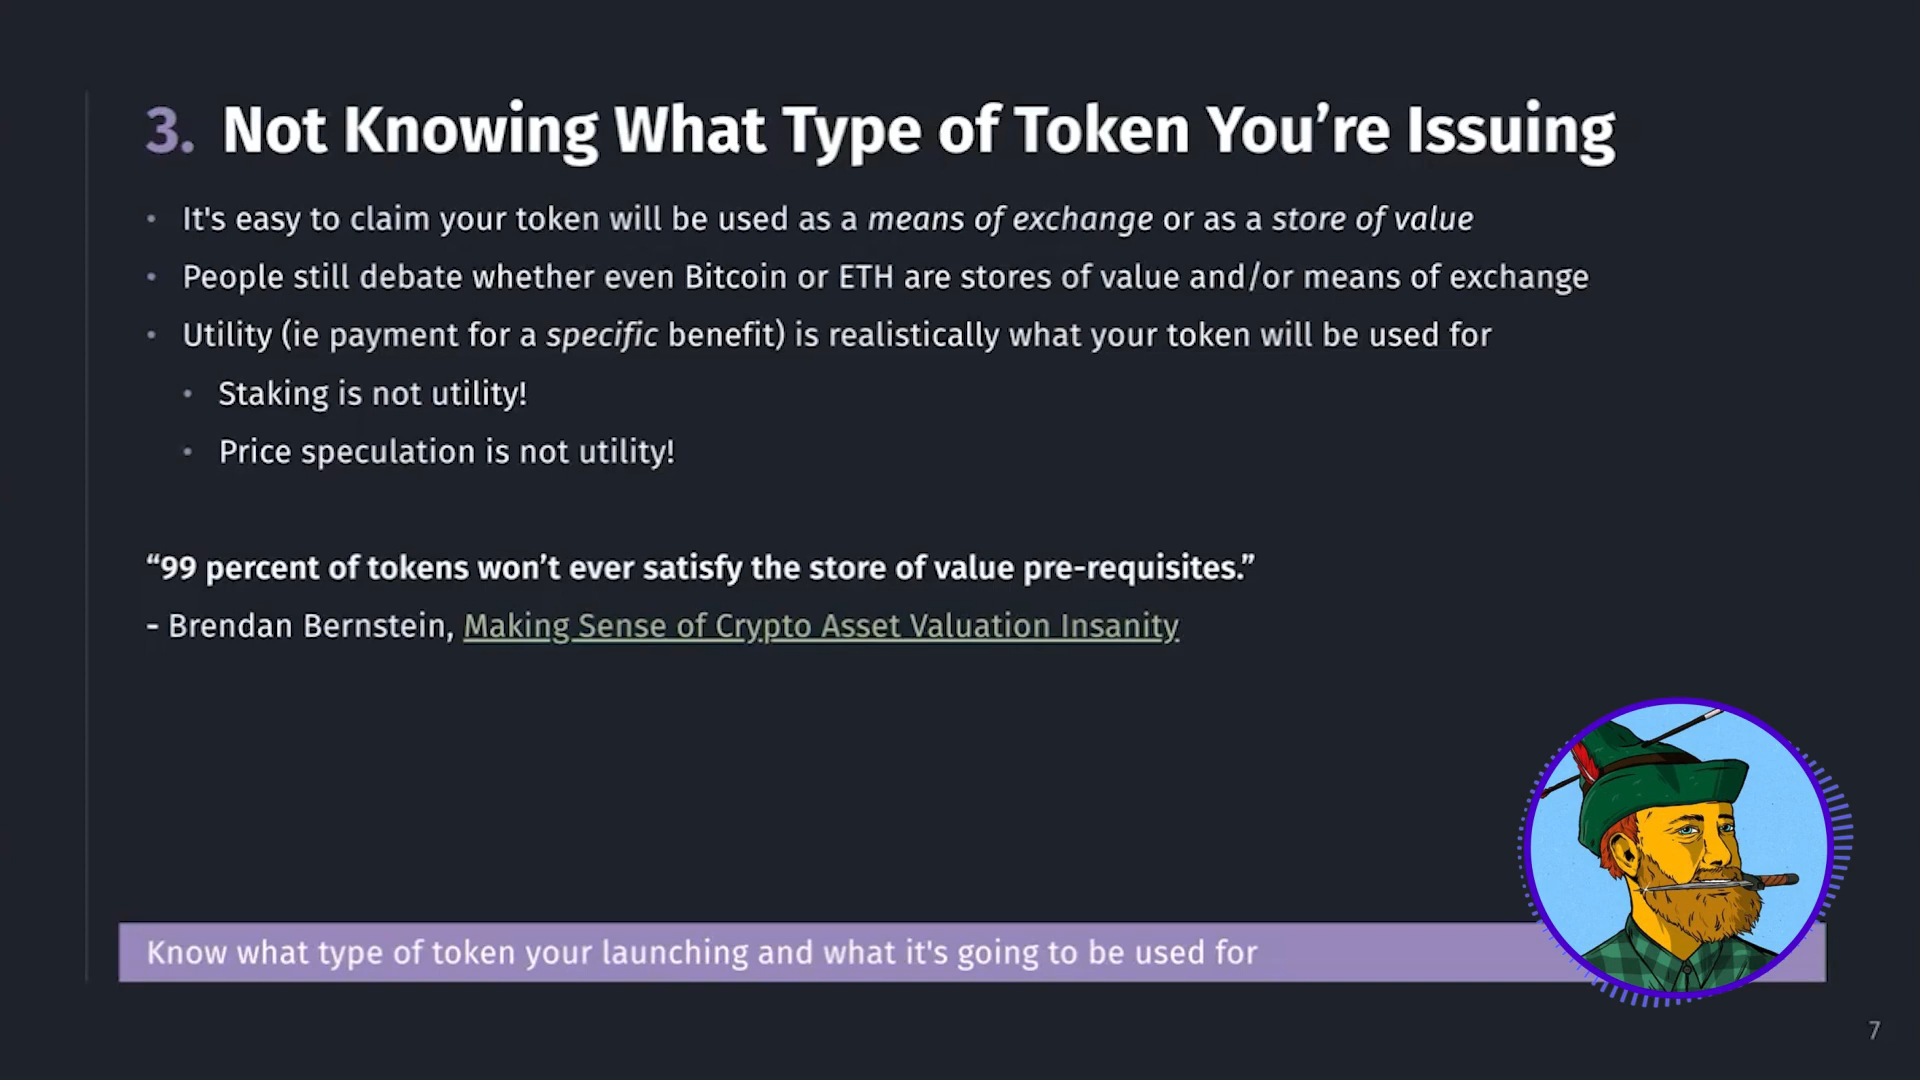 3. Not Knowing What Type of Token You’re Issuing
• It's easy to claim your token will be used as a means of exchange or as a store of value
• People still debate whether even Bitcoin or ETH are stores of value and/or means of exchange
• Utility (ie payment for a specific benefit) is realistically what your token will be used for
• Staking is not utility!
• Price speculation is not utility!
“99 percent of tokens won’t ever satisfy the store of value pre-requisites.”
- Brendan Bernstein, Making Sense of Crypto Asset Valuation Insanity
Know what type of token your launching and what it's going to be used for
7